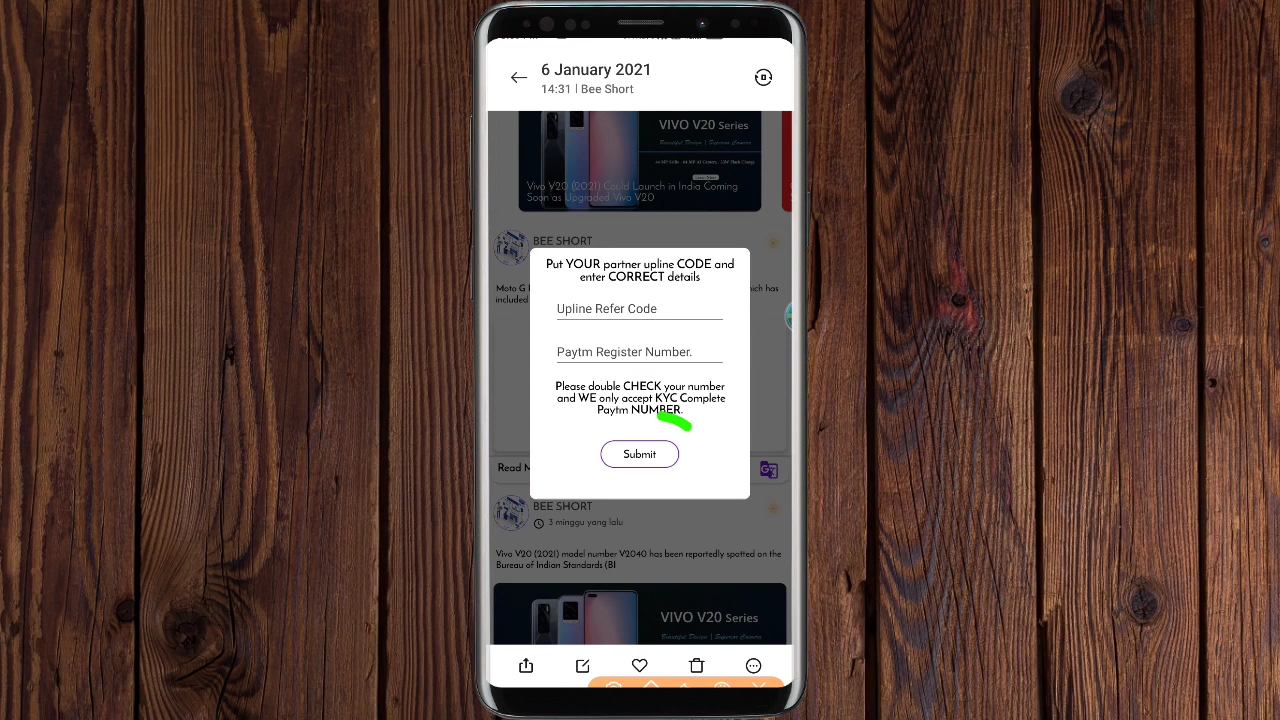 6 January 2021
14:31 | Bee Short
VIVO V20 Series
Beautiful Design | Superior Camera
Vivo V20 (2021) Could Launch in India Coming
Soon as Upgraded Vivo V20
BEE SHORT
Moto G
included
Put YOUR partner upline CODE and
enter CORRECT details
Upline Refer Code
Paytm Register Number.
Please double CHECK your number
and WE only accept KYC Complete
Paytm NUMBER.
Submit
Read M
BEE SHORT
3 minggu yang lalu
Vivo V20 (2021) model number V2040 has been reportedly spotted on the
Bureau of Indian Standards (BI
VIVO V20 Series
Beautiful Design | Superior Camera